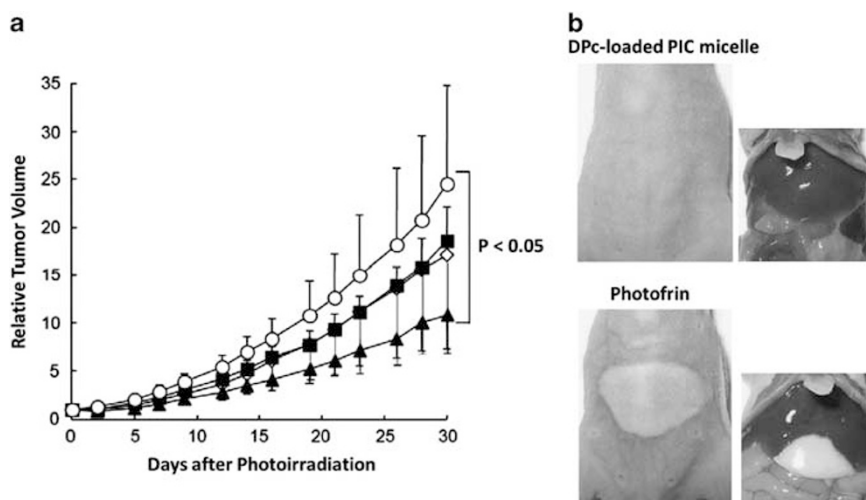 a
35
30
25
20
15
10
5
0
0 5 10 15 20 25 30
Relative Tumor Volume
Days after Photoirradiation
P < 0.05
b
DPc-loaded PIC micelle
Photofrin